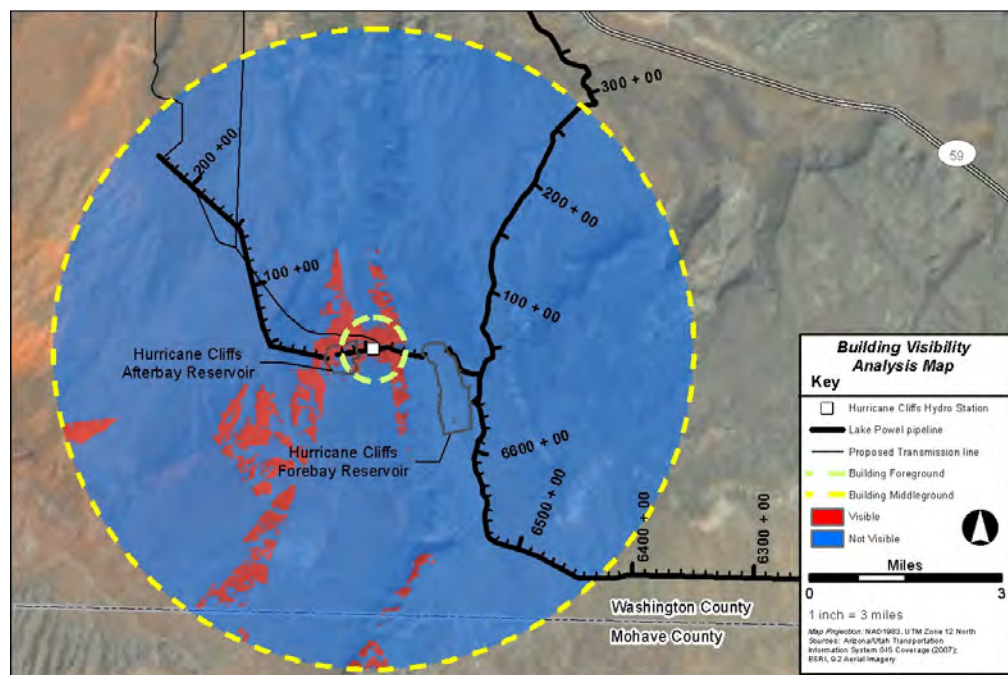 300 + 00
59
200 + 00
200 + 00
100 + 00
100 + 00
Hurricane Cliffs
Afterbay Reservoir
Hurricane Cliffs
Forebay Reservoir
6600 + 00
6500 + 00
6400 + 00
6300 + 00
Washington County
Mohave County
Building Visibility
Analysis Map
Key
Hurricane Cliffs Hydro Station
Lake Powel pipeline
Proposed Transmission line
Building Foreground
Building Middleground
Visible
Not Visible
Miles
0 3
1 inch = 3 miles
Map Projection: NAD1983, UTM Zone 12 North
Sources: Arizona/Utah Transportation
Information System GIS Coverage (2007);
ESRI, G.2 Aerial Imagery